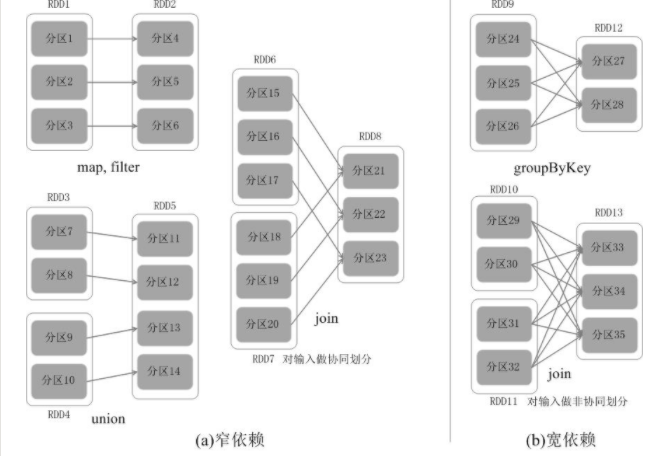 RDD1
RDD2
分区1
分区4
分区2
分区5
分区3
分区6
map, filter
RDD3
RDD5
分区7
分区11
分区8
分区12
分区9
分区13
分区10
分区14
RDD4
union
RDD6
分区15
分区16
分区17
RDD8
分区21
分区22
分区23
分区18
分区19
分区20
join
RDD7 对输入做协同划分
(a)窄依赖
RDD9
RDD12
分区24
分区27
分区25
分区28
分区26
groupByKey
RDD10
RDD13
分区29
分区33
分区30
分区34
分区31
分区35
分区32
join
RDD11 对输入做非协同划分
(b)宽依赖